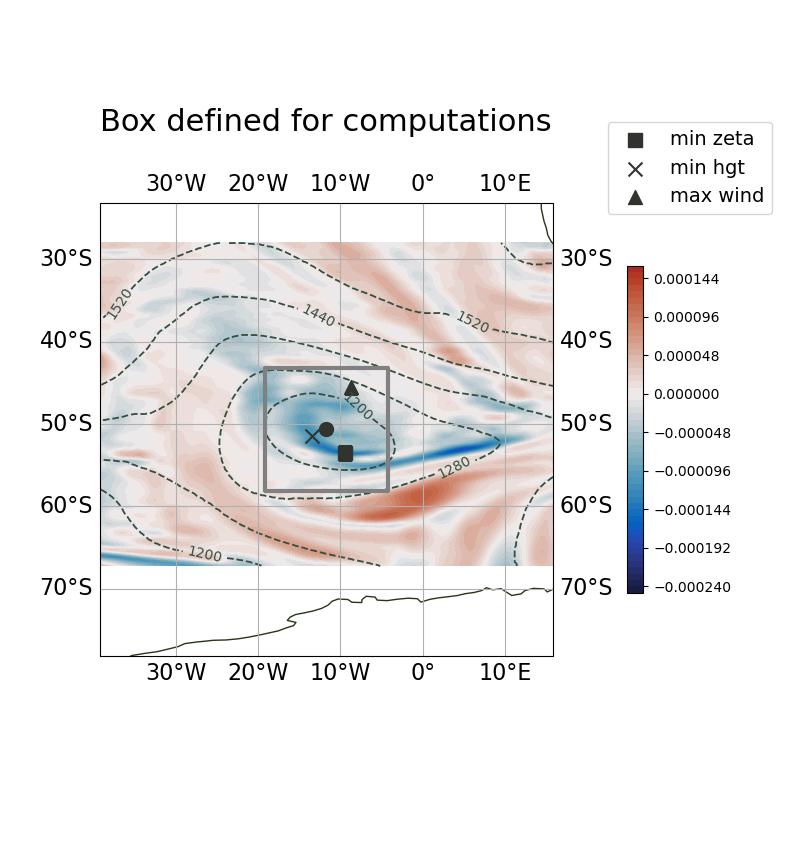 Box defined for computations
min zeta
min hgt
max wind
30°W 20°W 10°W 0° 10°E
30°S 30°S
40°S 40°S
50°S 50°S
60°S 60°S
70°S 70°S
30°W 20°W 10°W 0° 10°E
1520
1440
1520
1200
1280
1200
0.000144
0.000096
0.000048
0.000000
−0.000048
−0.000096
−0.000144
−0.000192
−0.000240